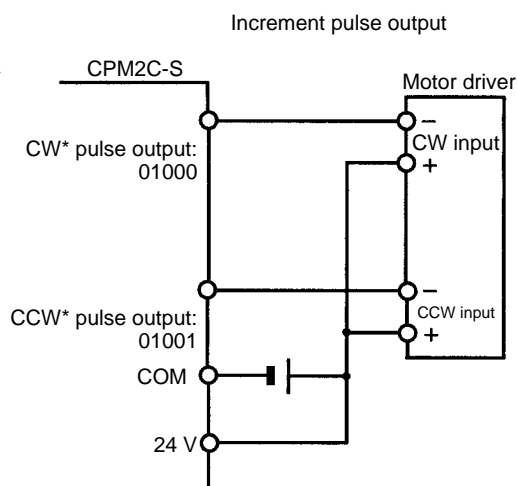 Increment pulse output
CPM2C-S
Motor driver
CW* pulse output:
01000
−
CW input
+
CCW* pulse output:
01001
−
CCW input
+
COM
24 V